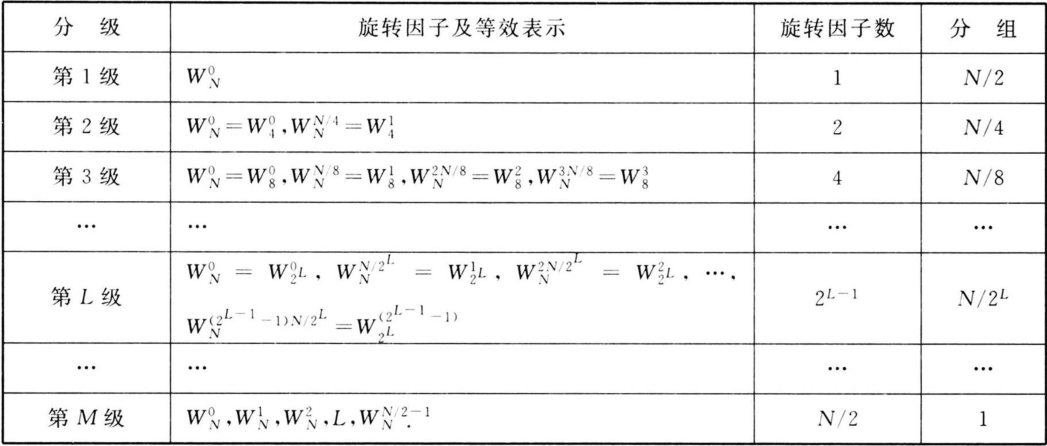 分 级 旋转因子及等效表示 旋转因子数 分 组
第 1 级 W_N^0 1 N/2
第 2 级 W_N^0=W_4^0,W_N^{N/4}=W_4^1 2 N/4
第 3 级 W_N^0=W_8^0,W_N^{N/8}=W_8^1,W_N^{2N/8}=W_8^2,W_N^{3N/8}=W_8^3 4 N/8
… … … …
第 L 级 W_N^0 = W_{2^L}^0, W_N^{N/2^L} = W_{2^L}^1, W_N^{2N/2^L} = W_{2^L}^2, …, 2^{L-1} N/2^L
W_N^{(2^{L-1}-1)N/2^L}=W_{2^L}^{(2^{L-1}-1)}
… … … …
第 M 级 W_N^0,W_N^1,W_N^2,L,W_N^{N/2-1}. N/2 1